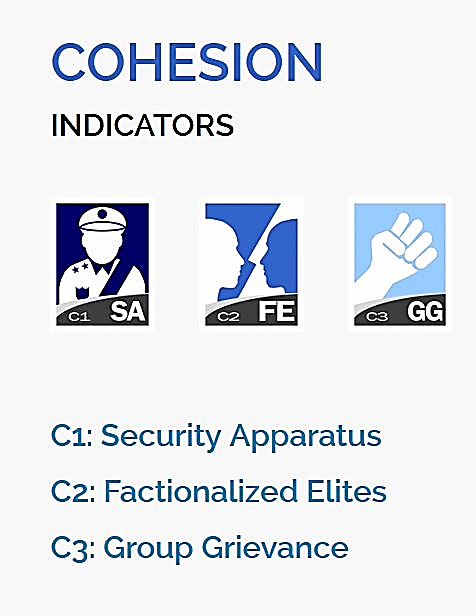 COHESION
INDICATORS
C1 SA
C2 FE
C3 GG
C1: Security Apparatus
C2: Factionalized Elites
C3: Group Grievance